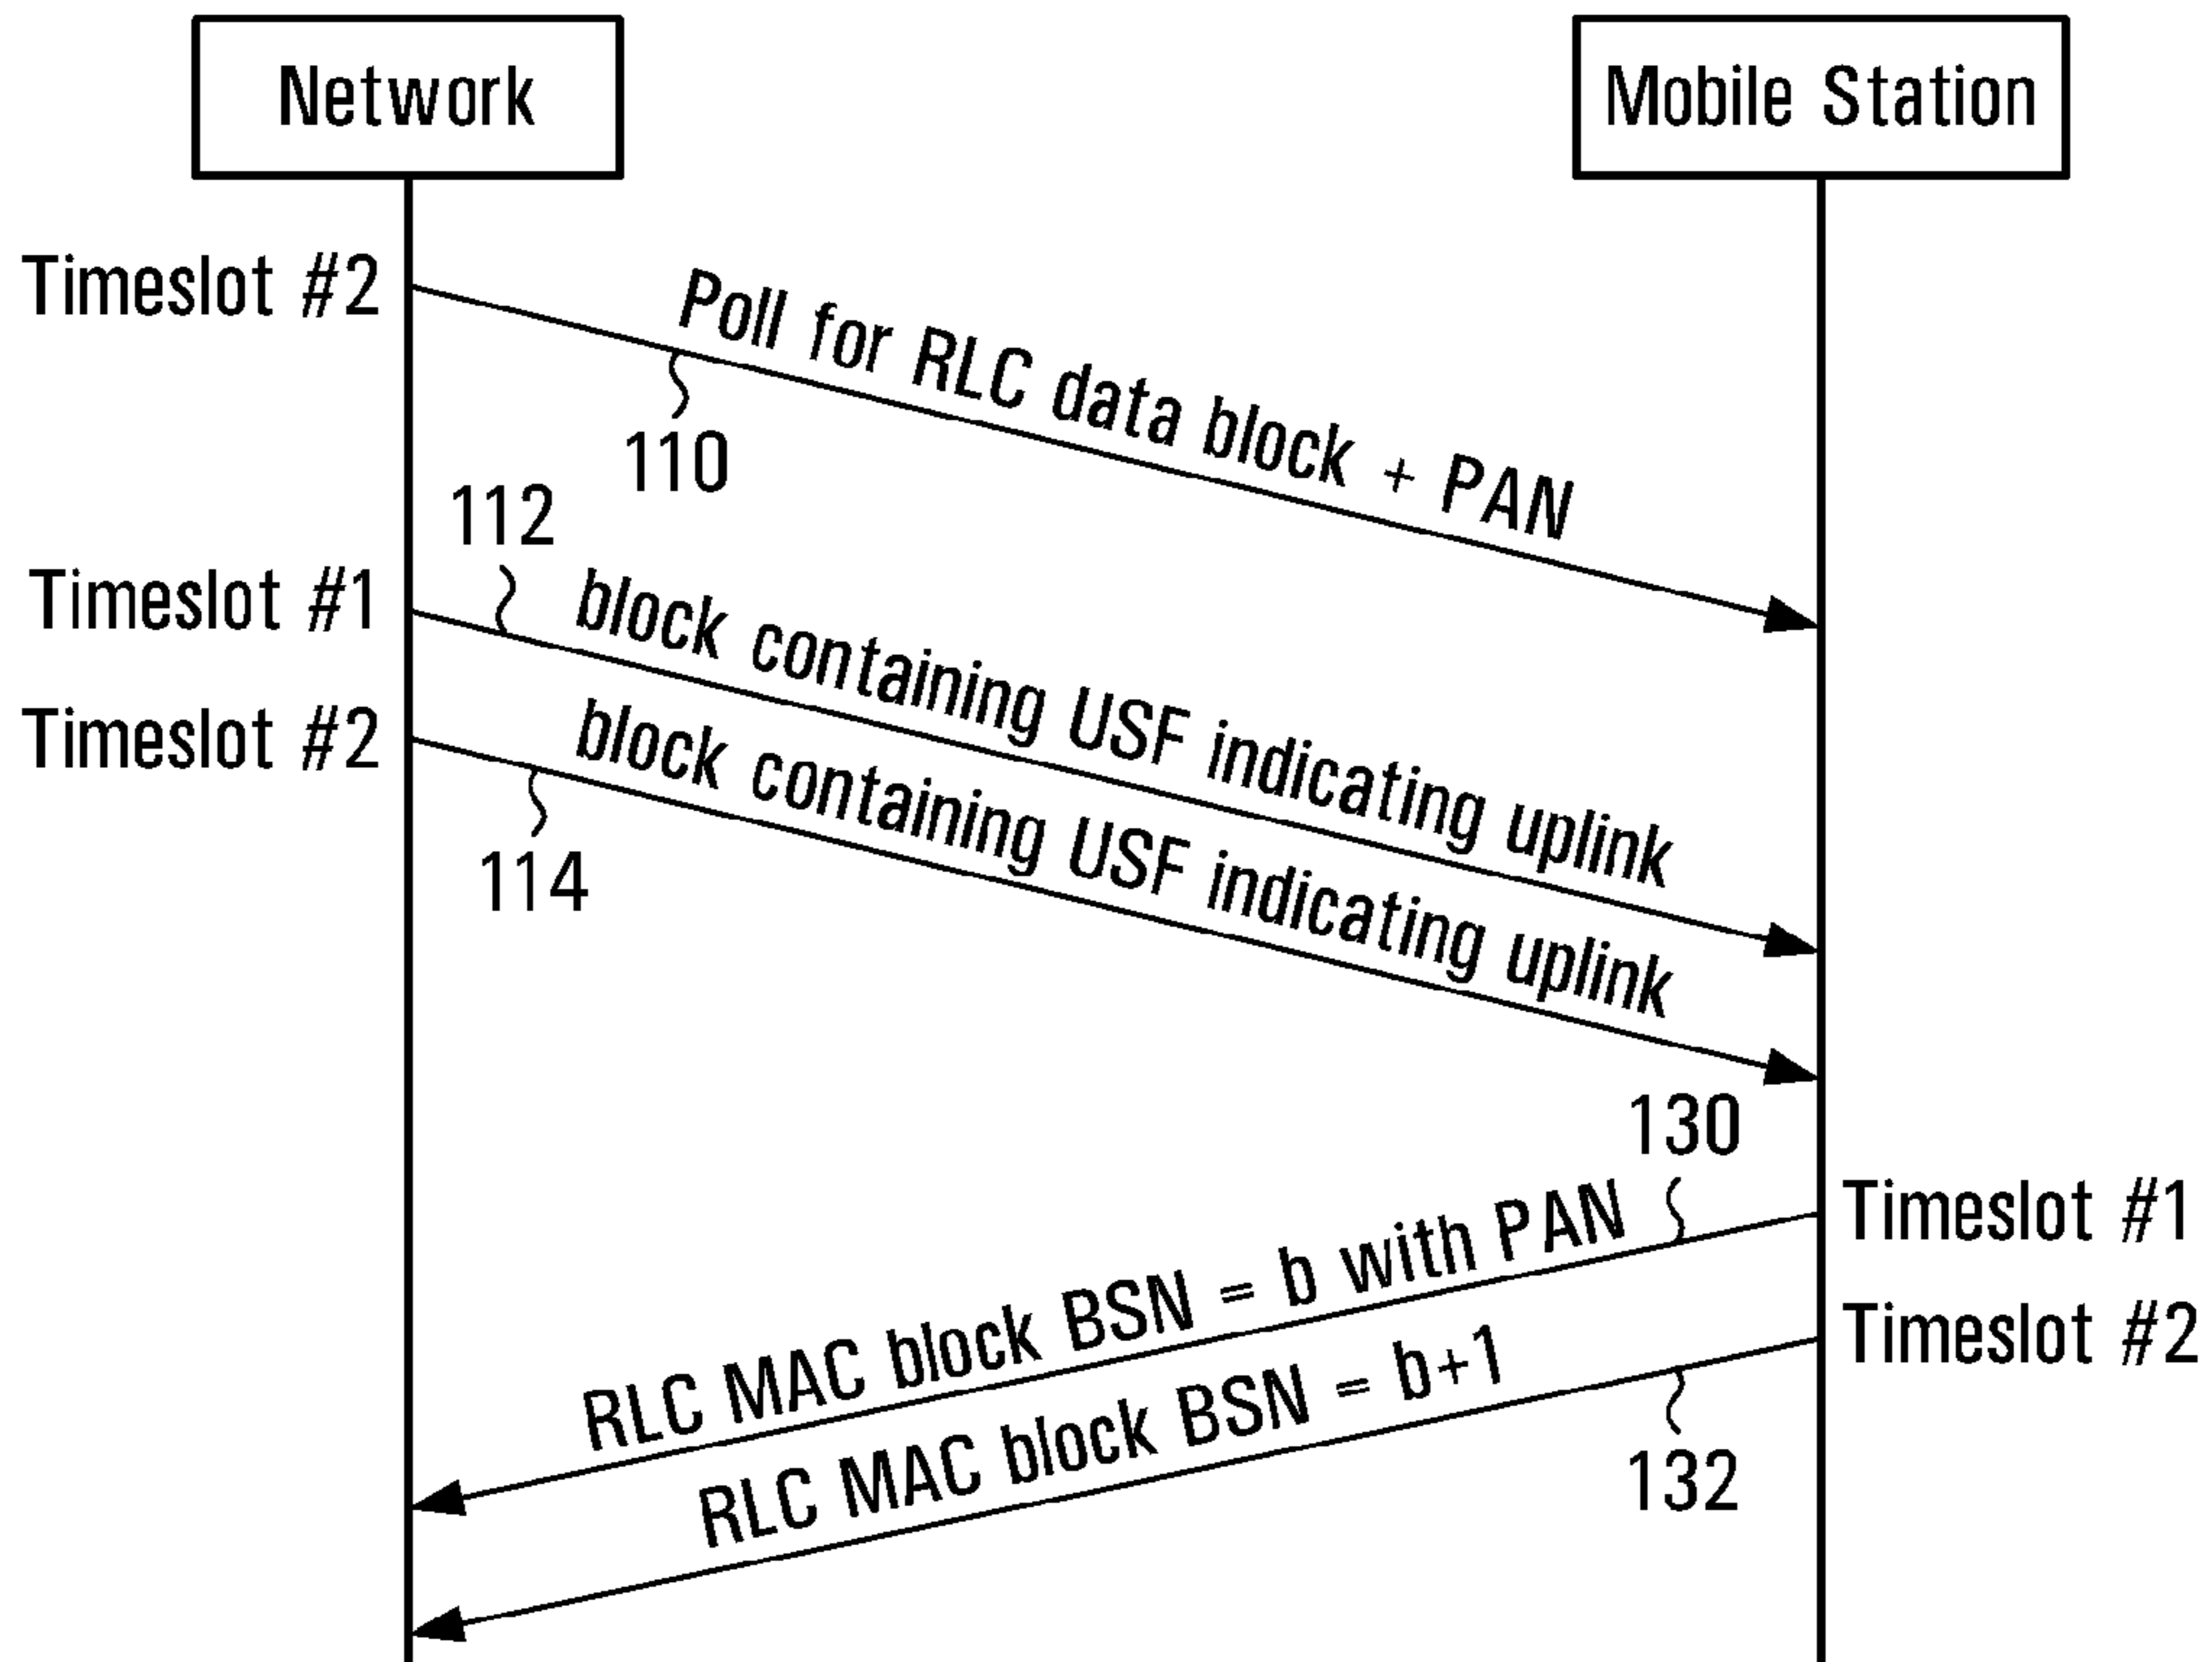 Network
Mobile Station
Timeslot #2
Poll for RLC data block + PAN
110
112
Timeslot #1
block containing USF indicating uplink
Timeslot #2
block containing USF indicating uplink
114
130
Timeslot #1
RLC MAC block BSN = b with PAN
Timeslot #2
RLC MAC block BSN = b+1
132